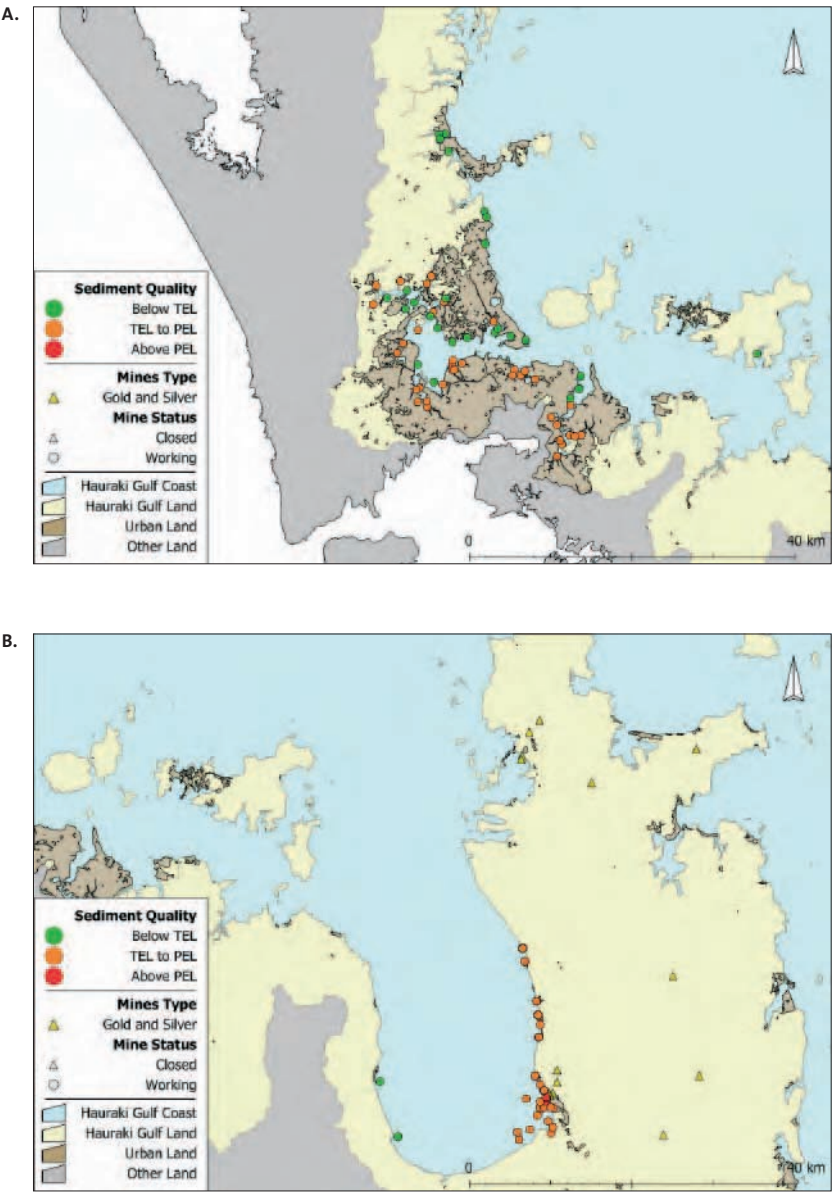 A.
Sediment Quality
Below TEL
TEL to PEL
Above PEL
Mines Type
Gold and Silver
Mine Status
Closed
Working
Hauraki Gulf Coast
Hauraki Gulf Land
Urban Land
Other Land
0 40 km
B.
Sediment Quality
Below TEL
TEL to PEL
Above PEL
Mines Type
Gold and Silver
Mine Status
Closed
Working
Hauraki Gulf Coast
Hauraki Gulf Land
Urban Land
Other Land
0 40 km